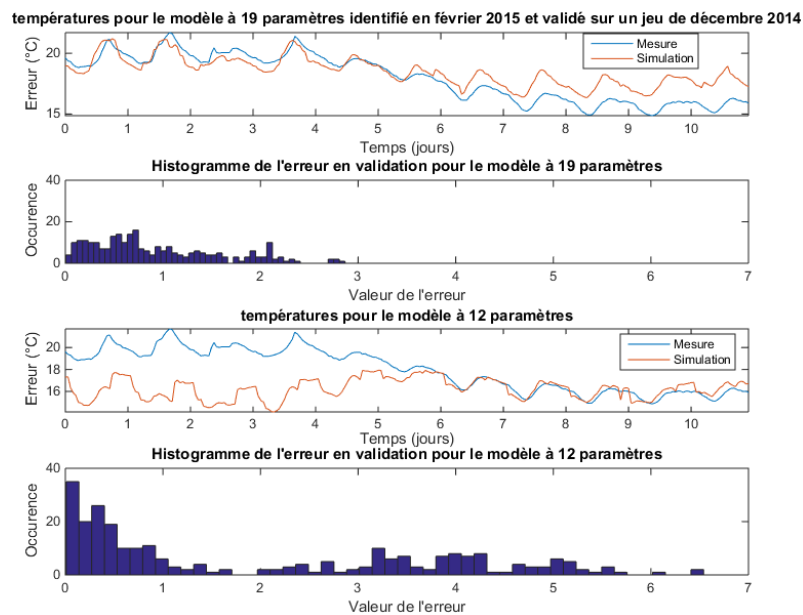 températures pour le modèle à 19 paramètres identifié en février 2015 et validé sur un jeu de décembre 2014
Erreur (°C)
20
15
Mesure
Simulation
0 1 2 3 4 5 6 7 8 9 10
Temps (jours)
Histogramme de l'erreur en validation pour le modèle à 19 paramètres
Occurence
40
20
0
0 1 2 3 4 5 6 7
Valeur de l'erreur
températures pour le modèle à 12 paramètres
Erreur (°C)
20
18
16
Mesure
Simulation
0 1 2 3 4 5 6 7 8 9 10
Temps (jours)
Histogramme de l'erreur en validation pour le modèle à 12 paramètres
Occurence
40
20
0
0 1 2 3 4 5 6 7
Valeur de l'erreur